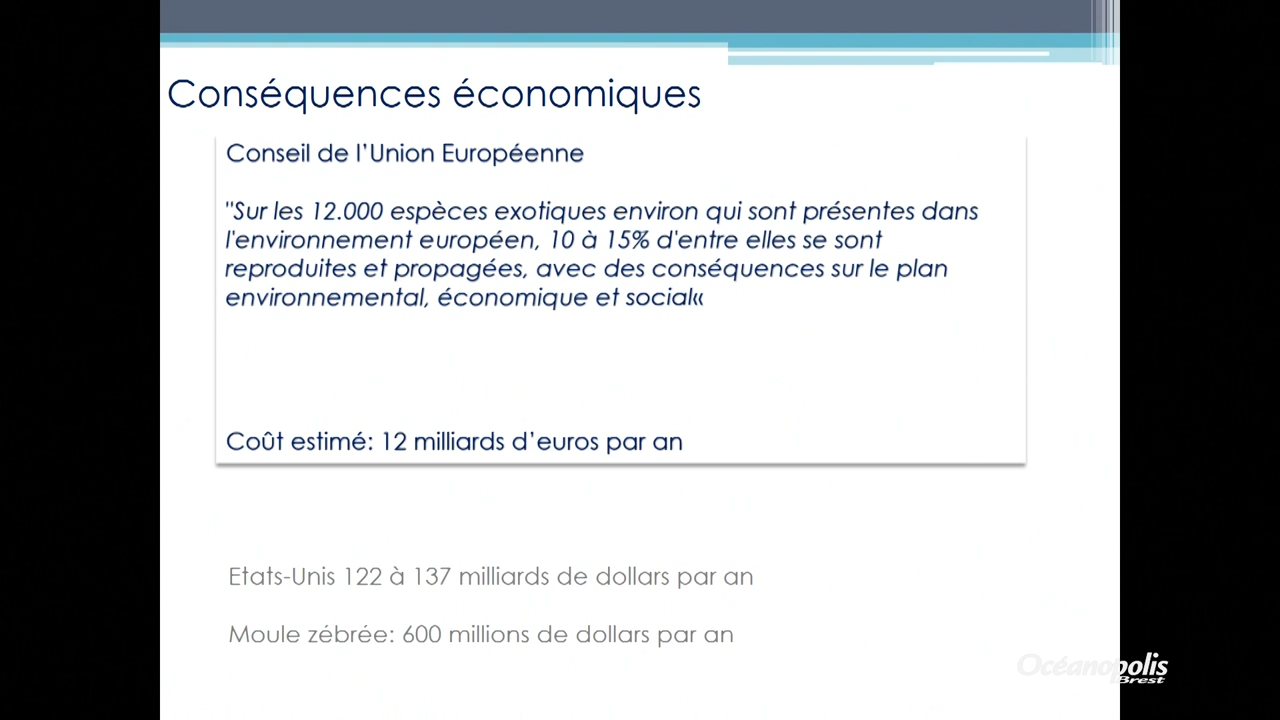 Conséquences économiques
Conseil de l’Union Européenne
"Sur les 12.000 espèces exotiques environ qui sont présentes dans
l'environnement européen, 10 à 15% d'entre elles se sont
reproduites et propagées, avec des conséquences sur le plan
environnemental, économique et social«
Coût estimé: 12 milliards d’euros par an
Etats-Unis 122 à 137 milliards de dollars par an
Moule zébrée: 600 millions de dollars par an
Océanopolis
Brest